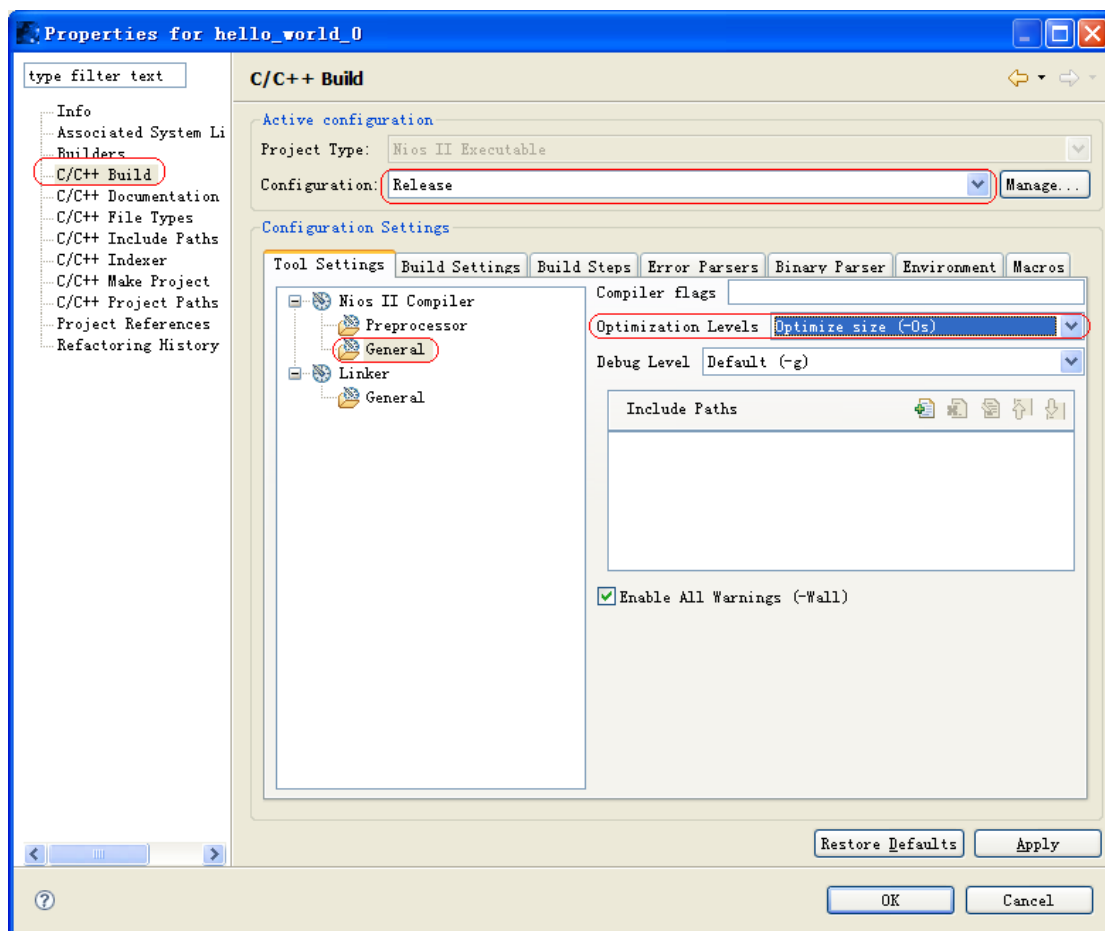 Properties for hello_world_0
type filter text
C/C++ Build
Info
Associated System Li
Builders
C/C++ Build
C/C++ Documentation
C/C++ File Types
C/C++ Include Paths
C/C++ Indexer
C/C++ Make Project
C/C++ Project Paths
Project References
Refactoring History
Active configuration
Project Type: Nios II Executable
Configuration: Release Manage...
Configuration Settings
Tool Settings Build Settings Build Steps Error Parsers Binary Parser Environment Macros
Nios II Compiler
Preprocessor
General
Linker
General
Compiler flags
Optimization Levels Optimize size (-Os)
Debug Level Default (-g)
Include Paths
Enable All Warnings (-Wall)
Restore Defaults Apply
OK Cancel